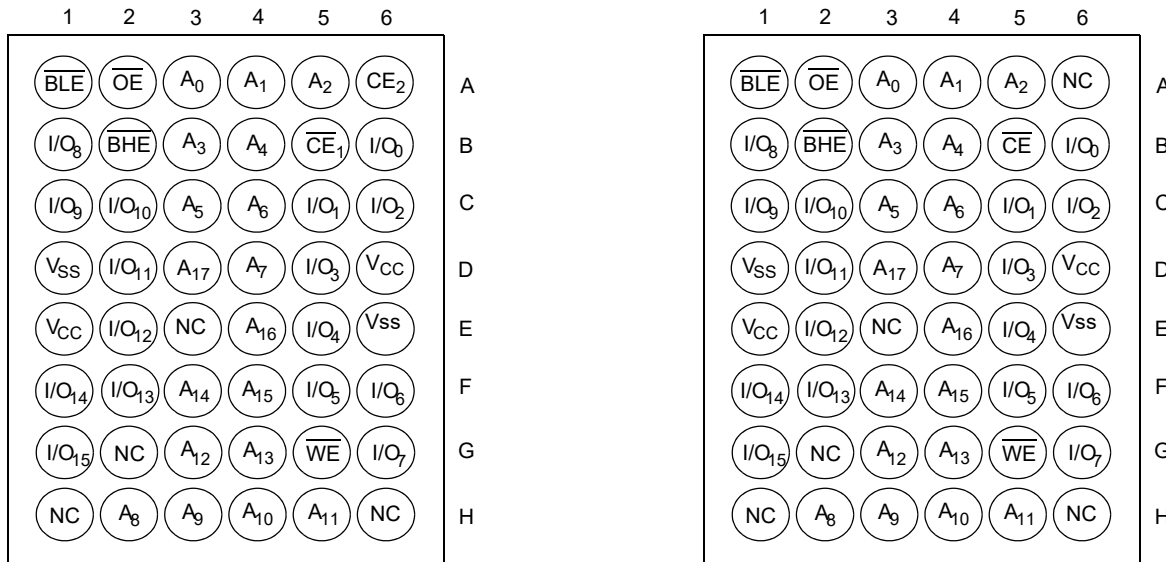 1 2 3 4 5 6
BLE OE A0 A1 A2 CE2 A
I/O8 BHE A3 A4 CE1 I/O0 B
I/O9 I/O10 A5 A6 I/O1 I/O2 C
VSS I/O11 A17 A7 I/O3 VCC D
VCC I/O12 NC A16 I/O4 Vss E
I/O14 I/O13 A14 A15 I/O5 I/O6 F
I/O15 NC A12 A13 WE I/O7 G
NC A8 A9 A10 A11 NC H
1 2 3 4 5 6
BLE OE A0 A1 A2 NC A
I/O8 BHE A3 A4 CE I/O0 B
I/O9 I/O10 A5 A6 I/O1 I/O2 C
VSS I/O11 A17 A7 I/O3 VCC D
VCC I/O12 NC A16 I/O4 Vss E
I/O14 I/O13 A14 A15 I/O5 I/O6 F
I/O15 NC A12 A13 WE I/O7 G
NC A8 A9 A10 A11 NC H